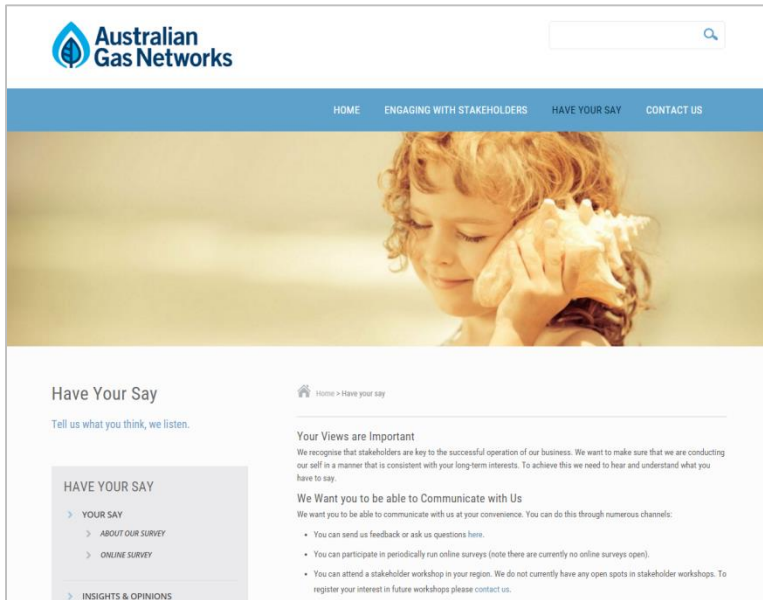 Australian
Gas Networks
HOME ENGAGING WITH STAKEHOLDERS HAVE YOUR SAY CONTACT US
Have Your Say
Tell us what you think, we listen.
HAVE YOUR SAY
YOUR SAY
ABOUT OUR SURVEY
ONLINE SURVEY
INSIGHTS & OPINIONS
Home > Have your say
Your Views are Important
We recognise that stakeholders are key to the successful operation of our business. We want to make sure that we are conducting
our self in a manner that is consistent with your long-term interests. To achieve this we need to hear and understand what you
have to say.
We Want you to be able to Communicate with Us
We want you to be able to communicate with us at your convenience. You can do this through numerous channels:
• You can send us feedback or ask us questions here.
• You can participate in periodically run online surveys (note there are currently no online surveys open).
• You can attend a stakeholder workshop in your region. We do not currently have any open spots in stakeholder workshops. To
register your interest in future workshops please contact us.